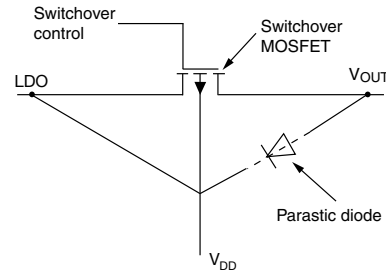 Switchover
control
Switchover
MOSFET
LDO
VOUT
Parastic diode
VDD